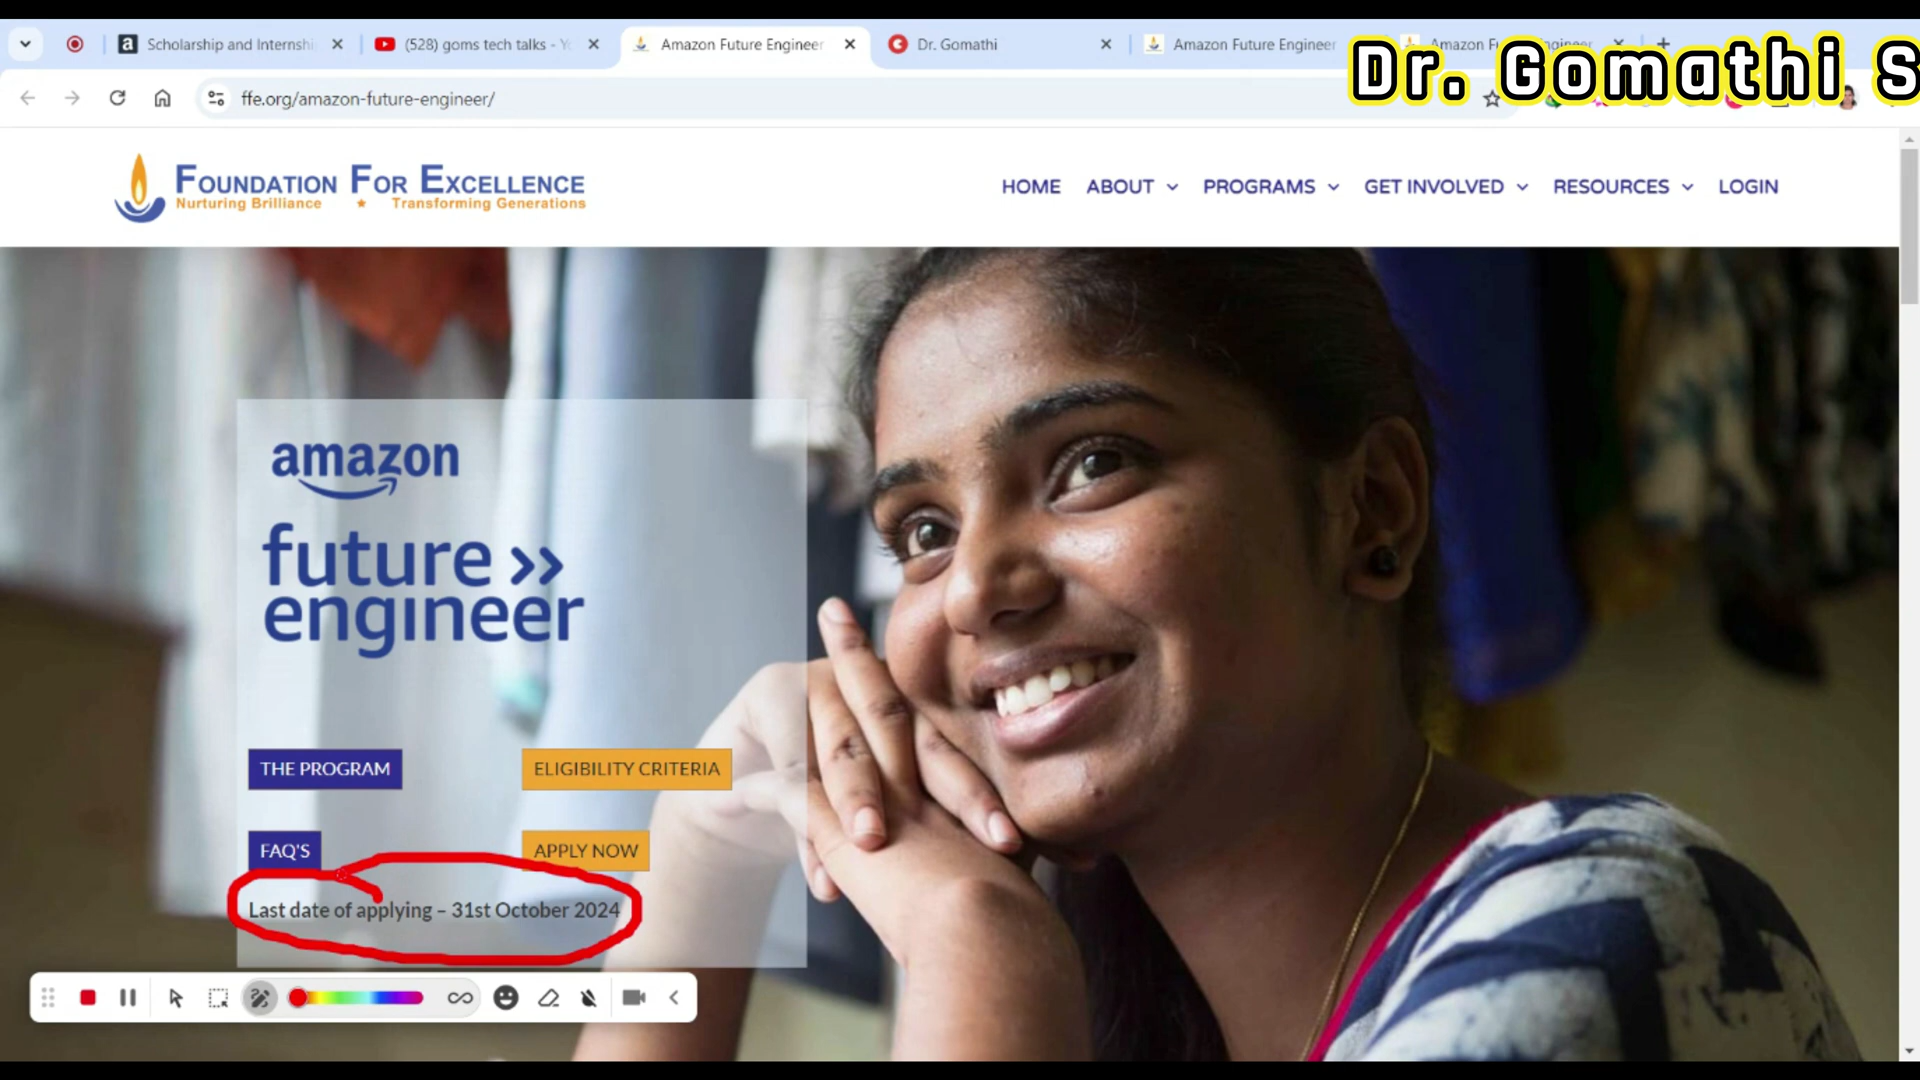 Scholarship and Internshi
(528) goms tech talks - Y
Amazon Future Engineer
Dr. Gomathi
Amazon Future Engineer
Dr. Gomathi S
ffe.org/amazon-future-engineer/
FOUNDATION FOR EXCELLENCE
Nurturing Brilliance ★ Transforming Generations
HOME ABOUT PROGRAMS GET INVOLVED RESOURCES LOGIN
amazon
future >>
engineer
THE PROGRAM
ELIGIBILITY CRITERIA
FAQ'S
APPLY NOW
Last date of applying – 31st October 2024